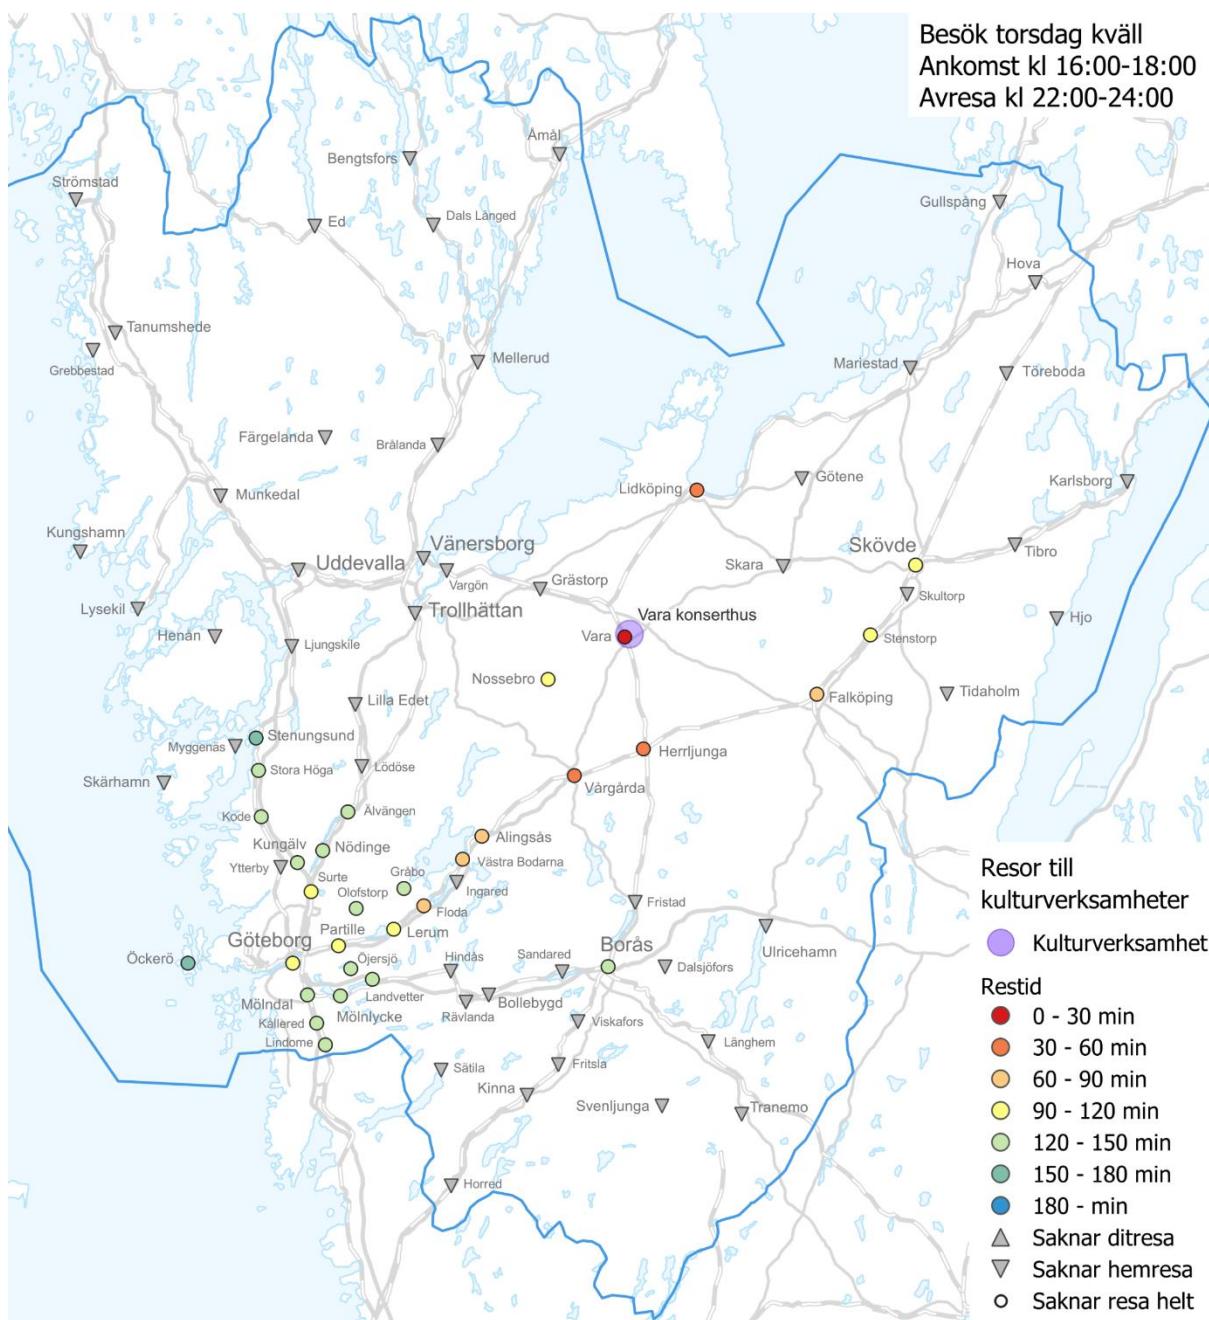 Besök torsdag kväll
Ankomst kl 16:00-18:00
Avresa kl 22:00-24:00
Åmål
Bengtsfors
Strömstad
Gullspång
Dals Långed
Ed
Hova
Tanumshede
Mellerud
Mariestad
Töreboda
Grebbestad
Färgelanda
Brålanda
Götene
Karlsborg
Lidköping
Munkedal
Kungshamn
Vänersborg
Skövde
Tibro
Uddevalla
Skara
Vargön
Grästorp
Skultorp
Lysekil
Trollhättan
Vara konserthus
Hjo
Henån
Vara
Stenstorp
Ljungskile
Nossebro
Tidaholm
Lilla Edet
Falköping
Stenungsund
Myggenäs
Herrljunga
Lödöse
Stora Höga
Skärhamn
Vårgårda
Älvängen
Kode
Alingsås
Kungälv
Nödinge
Västra Bodarna
Ytterby
Gråbo
Surte
Ingared
Olofstorp
Fristad
Floda
Partille
Lerum
Göteborg
Borås
Ulricehamn
Öckerö
Öjersjö
Hindås
Sandared
Dalsjöfors
Landvetter
Mölndal
Bollebygd
Rävlanda
Mölnlycke
Kållered
Viskafors
Lindome
Länghem
Sätila
Fritsla
Kinna
Svenljunga
Tranemo
Horred
Resor till
kulturverksamheter
Kulturverksamhet
Restid
0 - 30 min
30 - 60 min
60 - 90 min
90 - 120 min
120 - 150 min
150 - 180 min
180 - min
Saknar ditresa
Saknar hemresa
Saknar resa helt